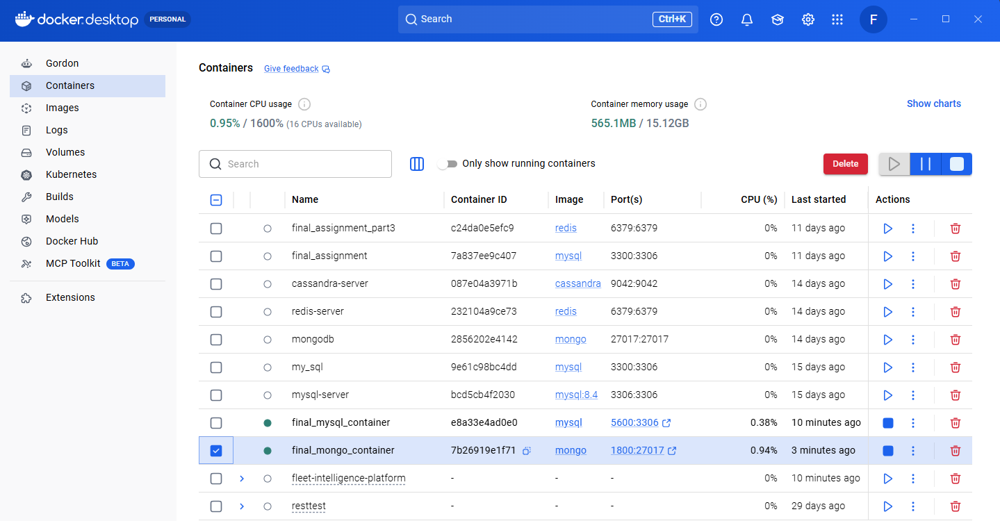 docker.desktop PERSONAL Search Ctrl+K F
Gordon
Containers
Images
Logs
Volumes
Kubernetes
Builds
Models
Docker Hub
MCP Toolkit BETA
Extensions
Containers Give feedback
Container CPU usage
0.95% / 1600% (16 CPUs available)
Container memory usage
565.1MB / 15.12GB
Show charts
Search Only show running containers Delete
Name Container ID Image Port(s) CPU (%) Last started Actions
final_assignment_part3 c24da0e5efc9 redis 6379:6379 0% 11 days ago
final_assignment 7a837ee9c407 mysql 3300:3306 0% 11 days ago
cassandra-server 087e04a3971b cassandra 9042:9042 0% 14 days ago
redis-server 232104a9ce73 redis 6379:6379 0% 14 days ago
mongodb 2856202e4142 mongo 27017:27017 0% 14 days ago
my_sql 9e61c98bc4dd mysql 3300:3306 0% 15 days ago
mysql-server bcd5cb4f2030 mysql:8.4 3306:3306 0% 15 days ago
final_mysql_container e8a33e4ad0e0 mysql 5600:3306 0.38% 10 minutes ago
final_mongo_container 7b26919e1f71 mongo 1800:27017 0.94% 3 minutes ago
fleet-intelligence-platform - - - 0% 10 minutes ago
resttest - - - 0% 29 days ago